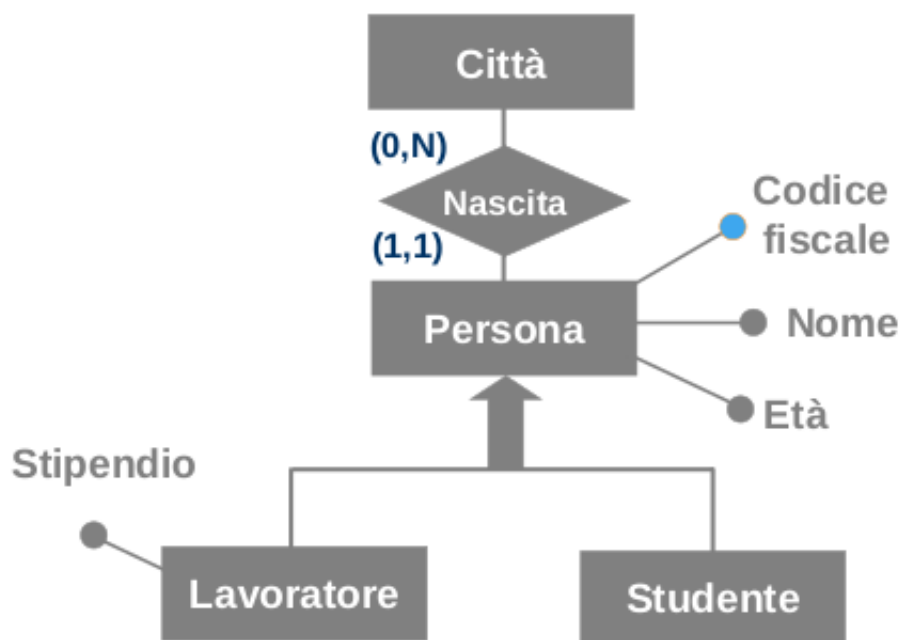 Città
(0,N)
Nascita
Codice
fiscale
(1,1)
Persona
Nome
Età
Stipendio
Lavoratore
Studente